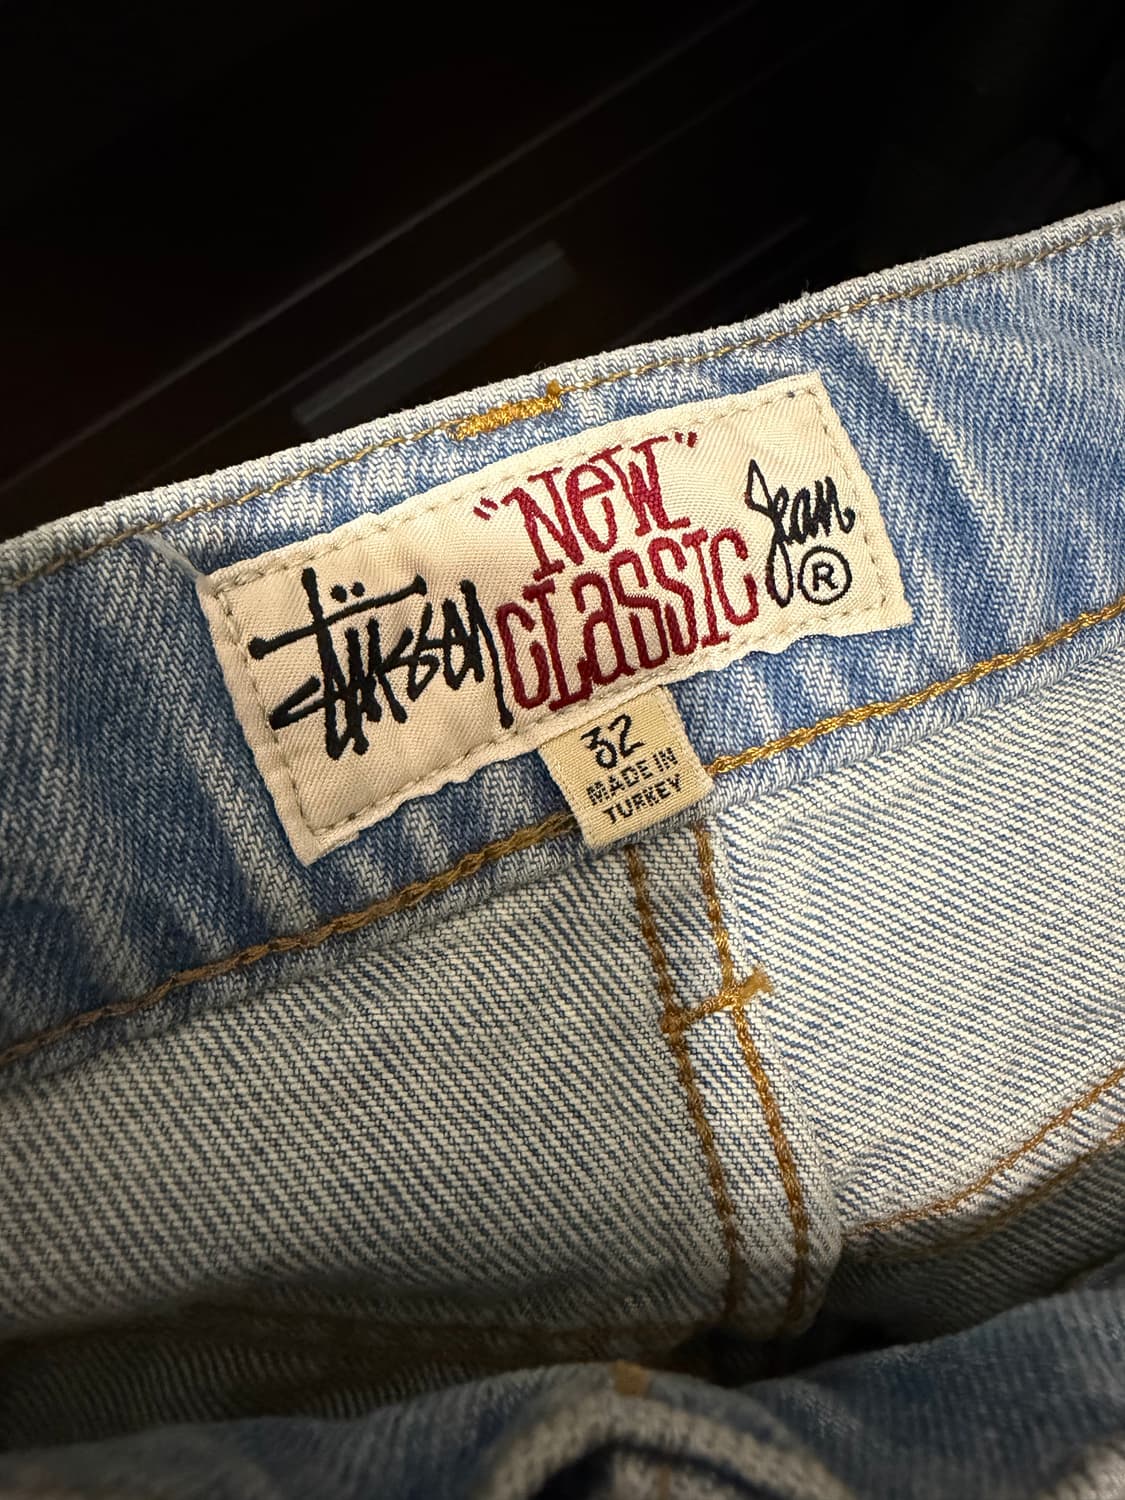 "NeW"
Stüssy CLaSSIC Jean
®
32
MADE IN
TURKEY